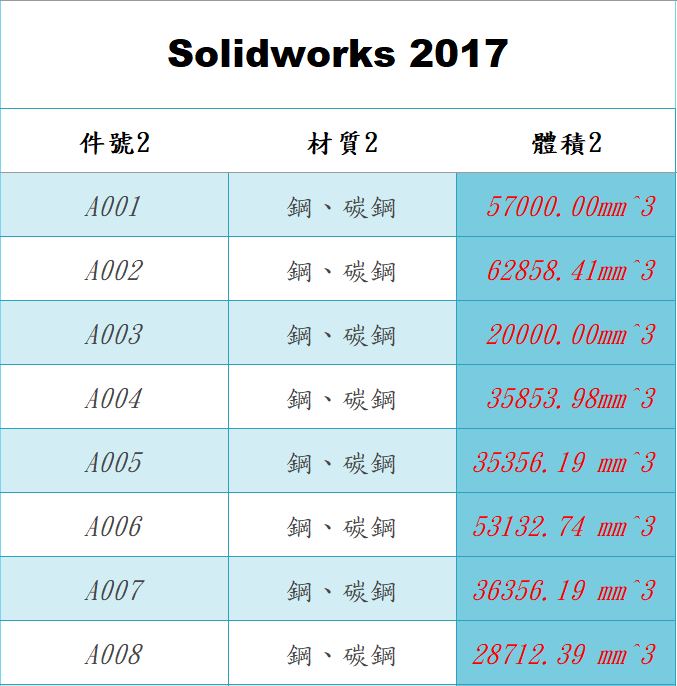 Solidworks 2017
件號2 材質2 體積2
A001 鋼、碳鋼 57000.00mm^3
A002 鋼、碳鋼 62858.41mm^3
A003 鋼、碳鋼 20000.00mm^3
A004 鋼、碳鋼 35853.98mm^3
A005 鋼、碳鋼 35356.19 mm^3
A006 鋼、碳鋼 53132.74 mm^3
A007 鋼、碳鋼 36356.19 mm^3
A008 鋼、碳鋼 28712.39 mm^3